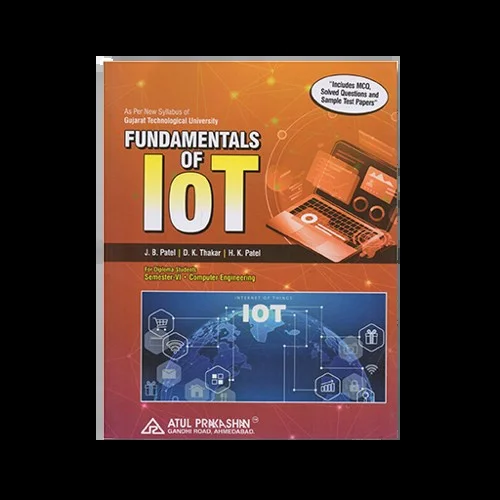 "Includes MCQ,
Solved Questions and
Sample Test Papers"
As Per New Syllabus of
Gujarat Technological University
FUNDAMENTALS
OF
IoT
J. B. Patel | D. K. Thakar | H. K. Patel
For Diploma Students
Semester-VI • Computer Engineering
INTERNET OF THINGS
IOT
ATUL PRAKASHAN
GANDHI ROAD, AHMEDABAD.